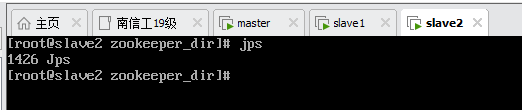 主页 南信工19级 master slave1 slave2
[root@slave2 zookeeper_dir]# jps
1426 Jps
[root@slave2 zookeeper_dir]#